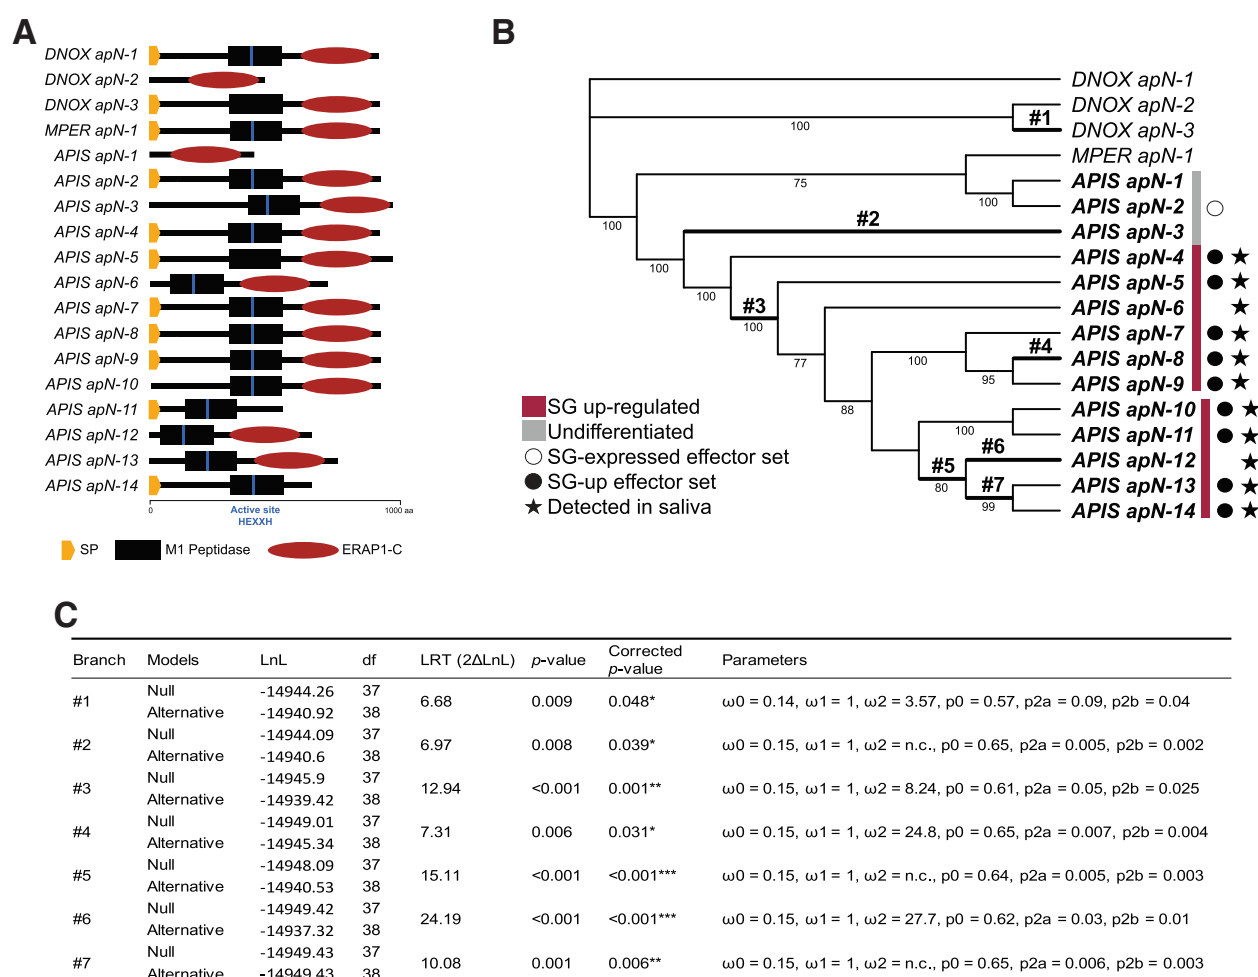 A
DNOX apN-1
DNOX apN-2
DNOX apN-3
MPER apN-1
APIS apN-1
APIS apN-2
APIS apN-3
APIS apN-4
APIS apN-5
APIS apN-6
APIS apN-7
APIS apN-8
APIS apN-9
APIS apN-10
APIS apN-11
APIS apN-12
APIS apN-13
APIS apN-14
0 Active site 1000 aa
HEXXH
SP M1 Peptidase ERAP1-C
B
DNOX apN-1
DNOX apN-2
#1
100
DNOX apN-3
MPER apN-1
75
APIS apN-1
100
APIS apN-2
#2
100
APIS apN-3
APIS apN-4
100
APIS apN-5
100
#3
APIS apN-6
100
APIS apN-7
#4
77
100
APIS apN-8
95
APIS apN-9
88
APIS apN-10
100
APIS apN-11
#6
APIS apN-12
#5
#7
80
APIS apN-13
99
APIS apN-14
SG up-regulated
Undifferentiated
SG-expressed effector set
SG-up effector set
Detected in saliva
C
Branch Models LnL df LRT (2ΔLnL) p-value Corrected p-value Parameters
#1 Null -14944.26 37 6.68 0.009 0.048* ω0 = 0.14, ω1 = 1, ω2 = 3.57, p0 = 0.57, p2a = 0.09, p2b = 0.04
Alternative -14940.92 38
#2 Null -14944.09 37 6.97 0.008 0.039* ω0 = 0.15, ω1 = 1, ω2 = n.c., p0 = 0.65, p2a = 0.005, p2b = 0.002
Alternative -14940.6 38
#3 Null -14945.9 37 12.94 <0.001 0.001** ω0 = 0.15, ω1 = 1, ω2 = 8.24, p0 = 0.61, p2a = 0.05, p2b = 0.025
Alternative -14939.42 38
#4 Null -14949.01 37 7.31 0.006 0.031* ω0 = 0.15, ω1 = 1, ω2 = 24.8, p0 = 0.65, p2a = 0.007, p2b = 0.004
Alternative -14945.34 38
#5 Null -14948.09 37 15.11 <0.001 <0.001*** ω0 = 0.15, ω1 = 1, ω2 = n.c., p0 = 0.64, p2a = 0.005, p2b = 0.003
Alternative -14940.53 38
#6 Null -14949.42 37 24.19 <0.001 <0.001*** ω0 = 0.15, ω1 = 1, ω2 = 27.7, p0 = 0.62, p2a = 0.03, p2b = 0.01
Alternative -14937.32 38
#7 Null -14949.43 37 10.08 0.001 0.006** ω0 = 0.15, ω1 = 1, ω2 = n.c., p0 = 0.65, p2a = 0.006, p2b = 0.003
Alternative -14949.43 38